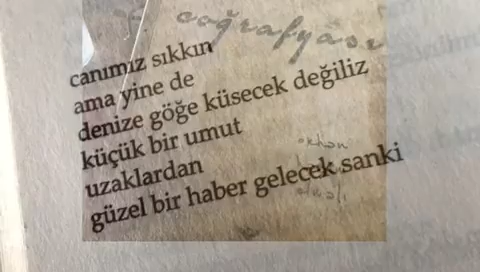 coğrafyası
canımız sıkkın
ama yine de
denize göğe küsecek değiliz
küçük bir umut
uzaklardan
güzel bir haber gelecek sanki